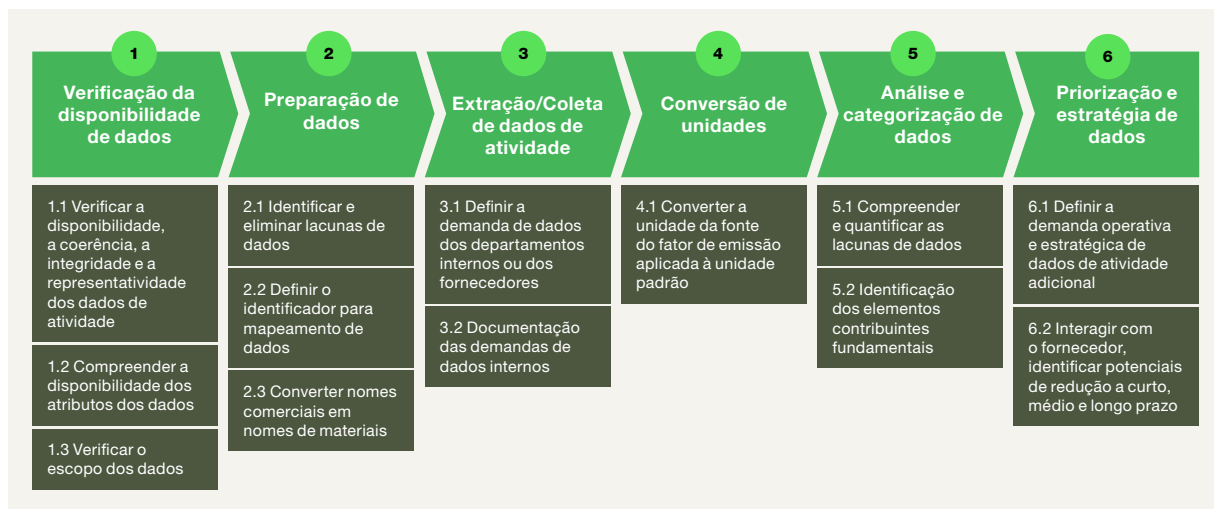 1
Verificação da
disponibilidade
de dados
1.1 Verificar a
disponibilidade,
a coerência, a
integridade e a
representatividade
dos dados de
atividade
1.2 Compreender a
disponibilidade dos
atributos dos dados
1.3 Verificar o
escopo dos dados
2
Preparação de
dados
2.1 Identificar e
eliminar lacunas de
dados
2.2 Definir o
identificador para
mapeamento de
dados
2.3 Converter nomes
comerciais em
nomes de materiais
3
Extração/Coleta
de dados de
atividade
3.1 Definir a
demanda de dados
dos departamentos
internos ou dos
fornecedores
3.2 Documentação
das demandas de
dados internos
4
Conversão de
unidades
4.1 Converter a
unidade da fonte
do fator de emissão
aplicada à unidade
padrão
5
Análise e
categorização de
dados
5.1 Compreender
e quantificar as
lacunas de dados
5.2 Identificação
dos elementos
contribuintes
fundamentais
6
Priorização e
estratégia de
dados
6.1 Definir a
demanda operativa
e estratégica de
dados de atividade
adicional
6.2 Interagir com
o fornecedor,
identificar potenciais
de redução a curto,
médio e longo prazo